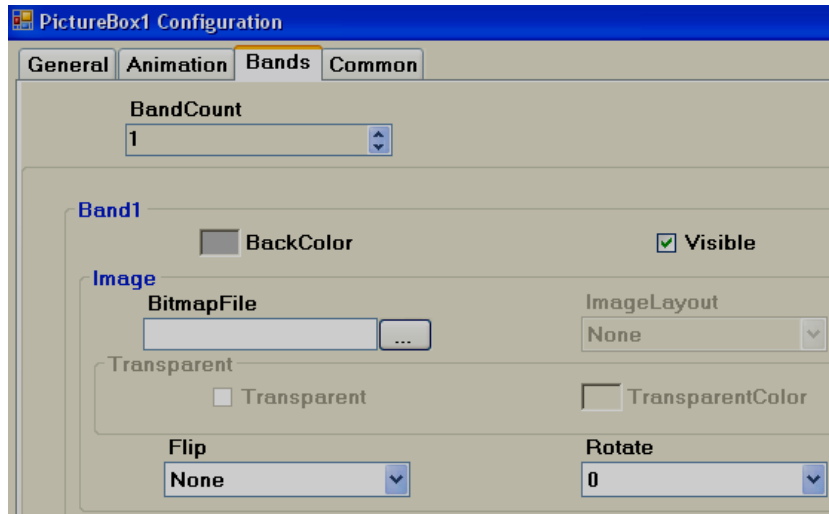 PictureBox1 Configuration
General Animation Bands Common
BandCount
1
Band1
BackColor Visible
Image
BitmapFile ImageLayout
... None
Transparent
Transparent TransparentColor
Flip Rotate
None 0